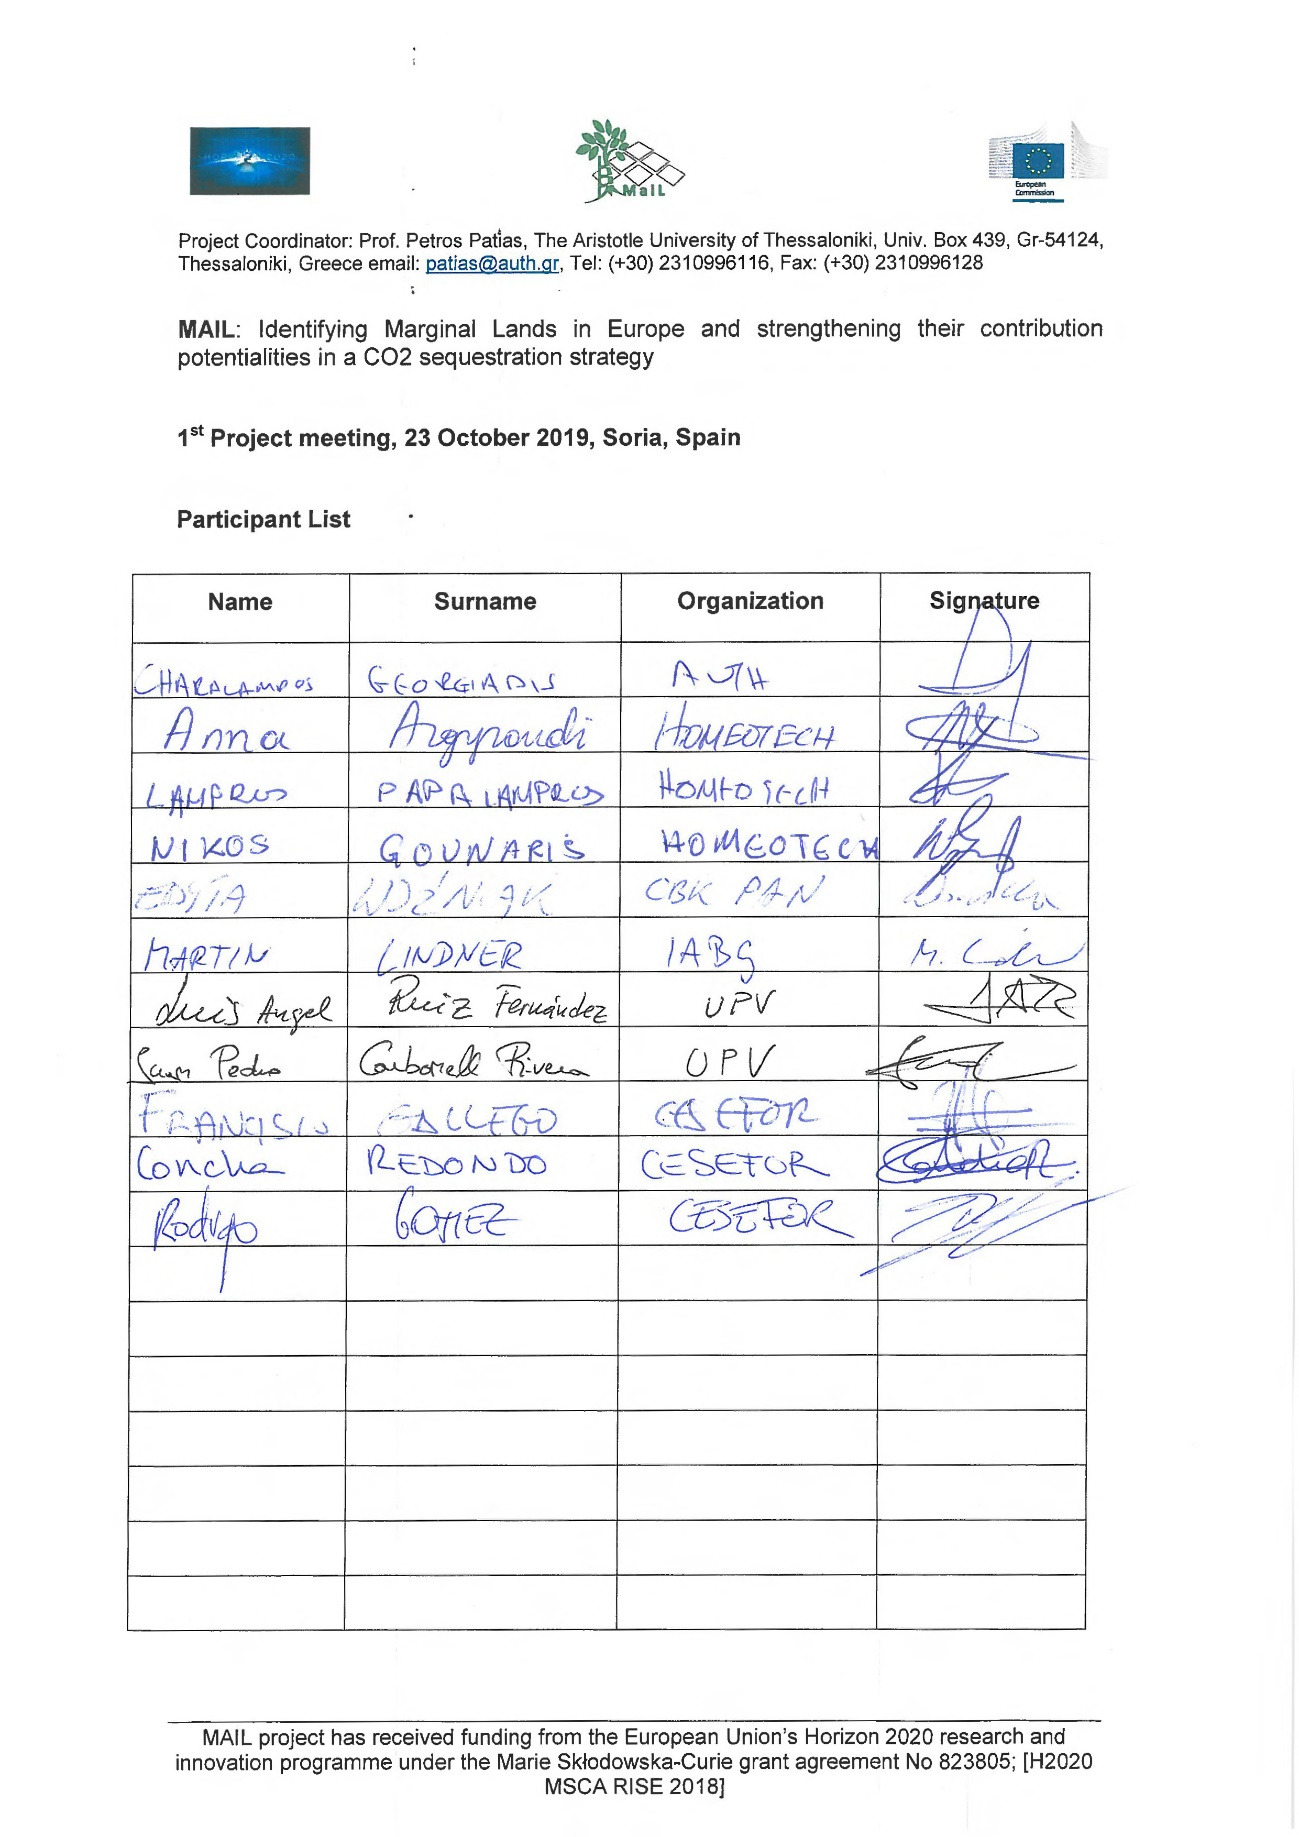 MaiL
European
Commission
Project Coordinator: Prof. Petros Patias, The Aristotle University of Thessaloniki, Univ. Box 439, Gr-54124,
Thessaloniki, Greece email: patias@auth.gr, Tel: (+30) 2310996116, Fax: (+30) 2310996128
MAIL: Identifying Marginal Lands in Europe and strengthening their contribution
potentialities in a CO2 sequestration strategy
1st Project meeting, 23 October 2019, Soria, Spain
Participant List
Name Surname Organization Signature
CHARALAMPOS GEORGIADIS AUTH
Anna Argyroudi HOMEOTECH
LAMPROS PAPALAMPROS HOMEOTECH
NIKOS GOUNARIS HOMEOTECH
EDYTA WOŹNIAK CBK PAN
MARTIN LINDNER IABG M.
Luis Angel Ruiz Fernández UPV
Juan Pedro Carbonell Rivera UPV
FRANCISCO GALLEGO CESEFOR
Concha REDONDO CESEFOR
Rodrigo GOMEZ CESEFOR
MAIL project has received funding from the European Union's Horizon 2020 research and
innovation programme under the Marie Skłodowska-Curie grant agreement No 823805; [H2020
MSCA RISE 2018]